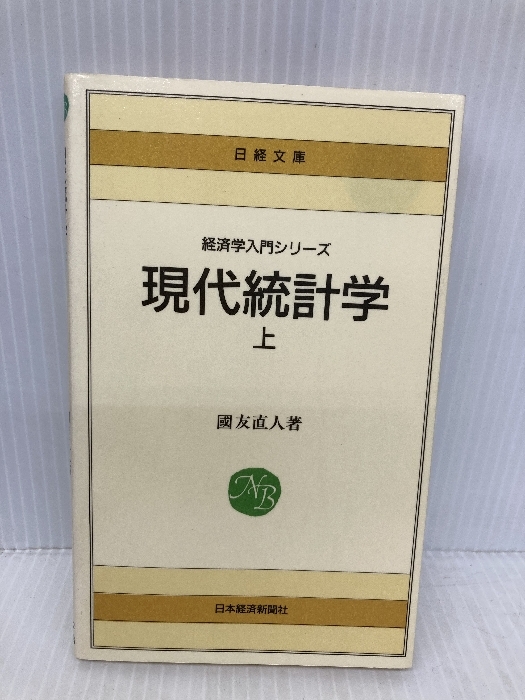 日経文庫
経済学入門シリーズ
現代統計学
上
國友直人著
NB
日本経済新聞社